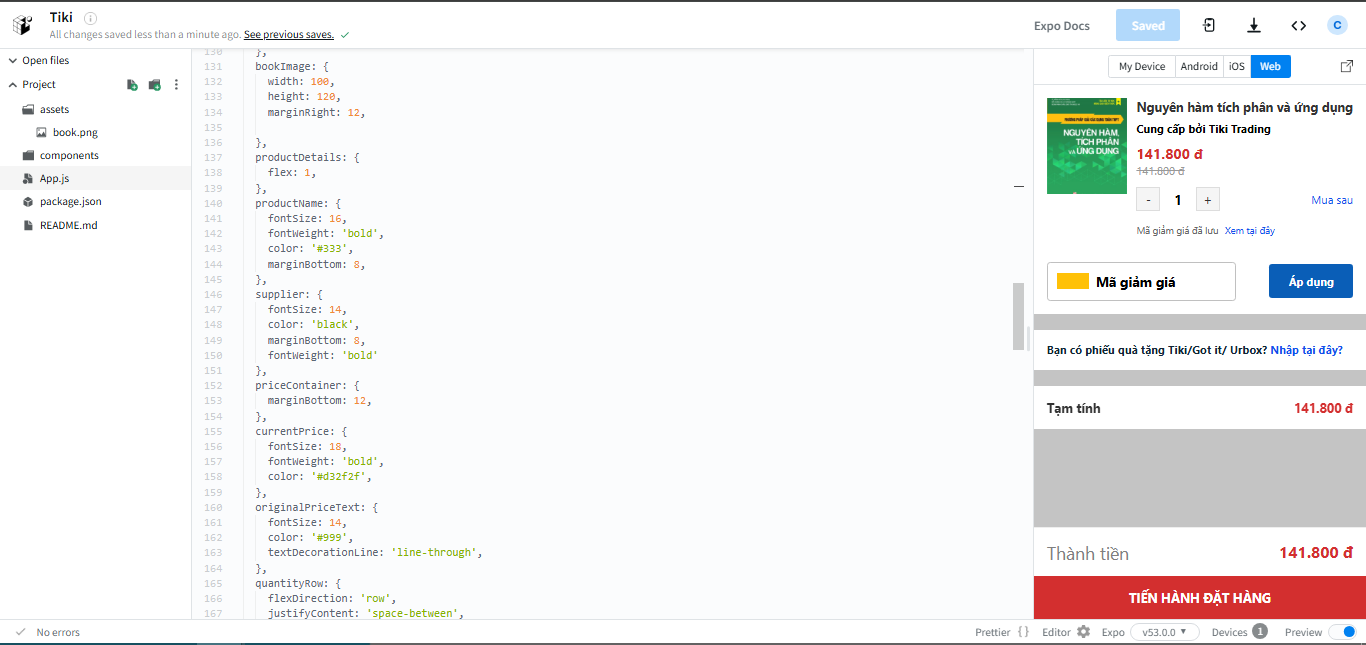 Tiki
All changes saved less than a minute ago. See previous saves.
Expo Docs
Saved
C
Open files
Project
assets
book.png
components
App.js
package.json
README.md
130 },
131 bookImage: {
132 width: 100,
133 height: 120,
134 marginRight: 12,
135
136 },
137 productDetails: {
138 flex: 1,
139 },
140 productName: {
141 fontSize: 16,
142 fontWeight: 'bold',
143 color: '#333',
144 marginBottom: 8,
145 },
146 supplier: {
147 fontSize: 14,
148 color: 'black',
149 marginBottom: 8,
150 fontWeight: 'bold'
151 },
152 priceContainer: {
153 marginBottom: 12,
154 },
155 currentPrice: {
156 fontSize: 18,
157 fontWeight: 'bold',
158 color: '#d32f2f',
159 },
160 originalPriceText: {
161 fontSize: 14,
162 color: '#999',
163 textDecorationLine: 'line-through',
164 },
165 quantityRow: {
166 flexDirection: 'row',
167 justifyContent: 'space-between',
My Device Android iOS Web
NGUYÊN HÀM,
TÍCH PHÂN
VÀ ỨNG DỤNG
Nguyên hàm tích phân và ứng dụng
Cung cấp bởi Tiki Trading
141.800 đ
141.800 đ
- 1 + Mua sau
Mã giảm giá đã lưu Xem tại đây
Mã giảm giá Áp dụng
Bạn có phiếu quà tặng Tiki/Got it/ Urbox? Nhập tại đây?
Tạm tính 141.800 đ
Thành tiền 141.800 đ
TIẾN HÀNH ĐẶT HÀNG
No errors
Prettier {} Editor Expo v53.0.0 Devices 1 Preview